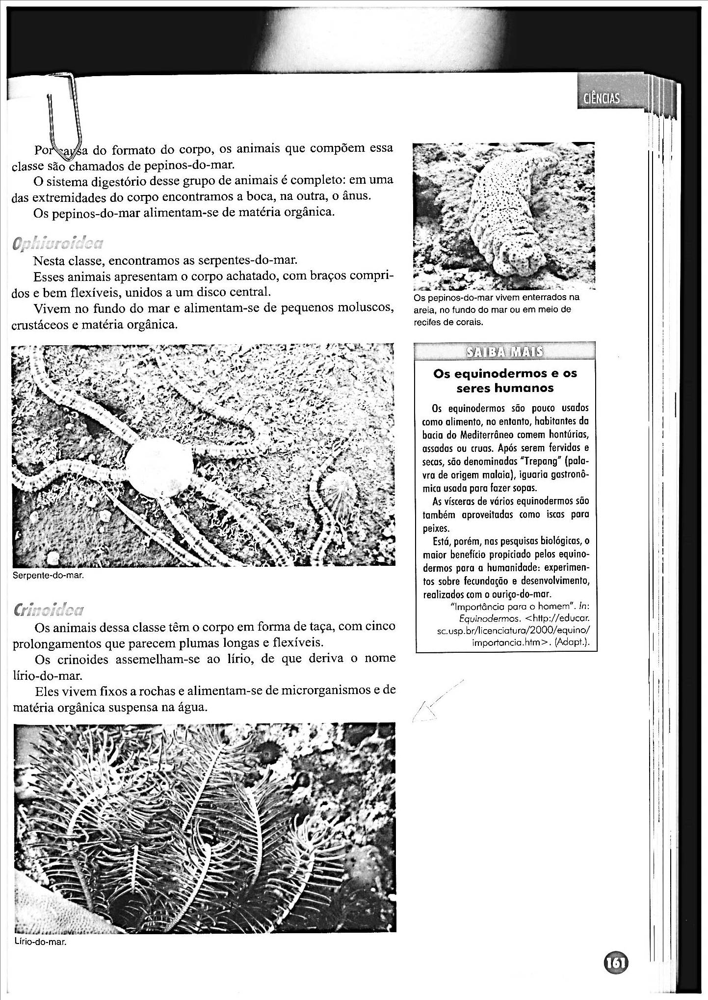 CIÊNCIAS
Por causa do formato do corpo, os animais que compõem essa
classe são chamados de pepinos-do-mar.
O sistema digestório desse grupo de animais é completo: em uma
das extremidades do corpo encontramos a boca, na outra, o ânus.
Os pepinos-do-mar alimentam-se de matéria orgânica.
Ophiuroidea
Nesta classe, encontramos as serpentes-do-mar.
Esses animais apresentam o corpo achatado, com braços compri-
dos e bem flexíveis, unidos a um disco central.
Vivem no fundo do mar e alimentam-se de pequenos moluscos,
crustáceos e matéria orgânica.
Serpente-do-mar.
Crinoidea
Os animais dessa classe têm o corpo em forma de taça, com cinco
prolongamentos que parecem plumas longas e flexíveis.
Os crinoides assemelham-se ao lírio, de que deriva o nome
lírio-do-mar.
Eles vivem fixos a rochas e alimentam-se de microrganismos e de
matéria orgânica suspensa na água.
Lírio-do-mar.
Os pepinos-do-mar vivem enterrados na
areia, no fundo do mar ou em meio de
recifes de corais.
SAIBA MAIS
Os equinodermos e os
seres humanos
Os equinodermos são pouco usados
como alimento, no entanto, habitantes da
bacia do Mediterrâneo comem hontúrias,
assadas ou cruas. Após serem fervidas e
secas, são denominadas "Trepang" (pala-
vra de origem malaia), iguaria gastronô-
mica usada para fazer sopas.
As vísceras de vários equinodermos são
também aproveitadas como iscas para
peixes.
Está, porém, nas pesquisas biológicas, o
maior benefício propiciado pelos equino-
dermos para a humanidade: experimen-
tos sobre fecundação e desenvolvimento,
realizados com o ouriço-do-mar.
"Importância para o homem". In:
Equinodermos. <http://educar.
sc.usp.br/licenciatura/2000/equino/
importancia.htm>. (Adapt.).
161